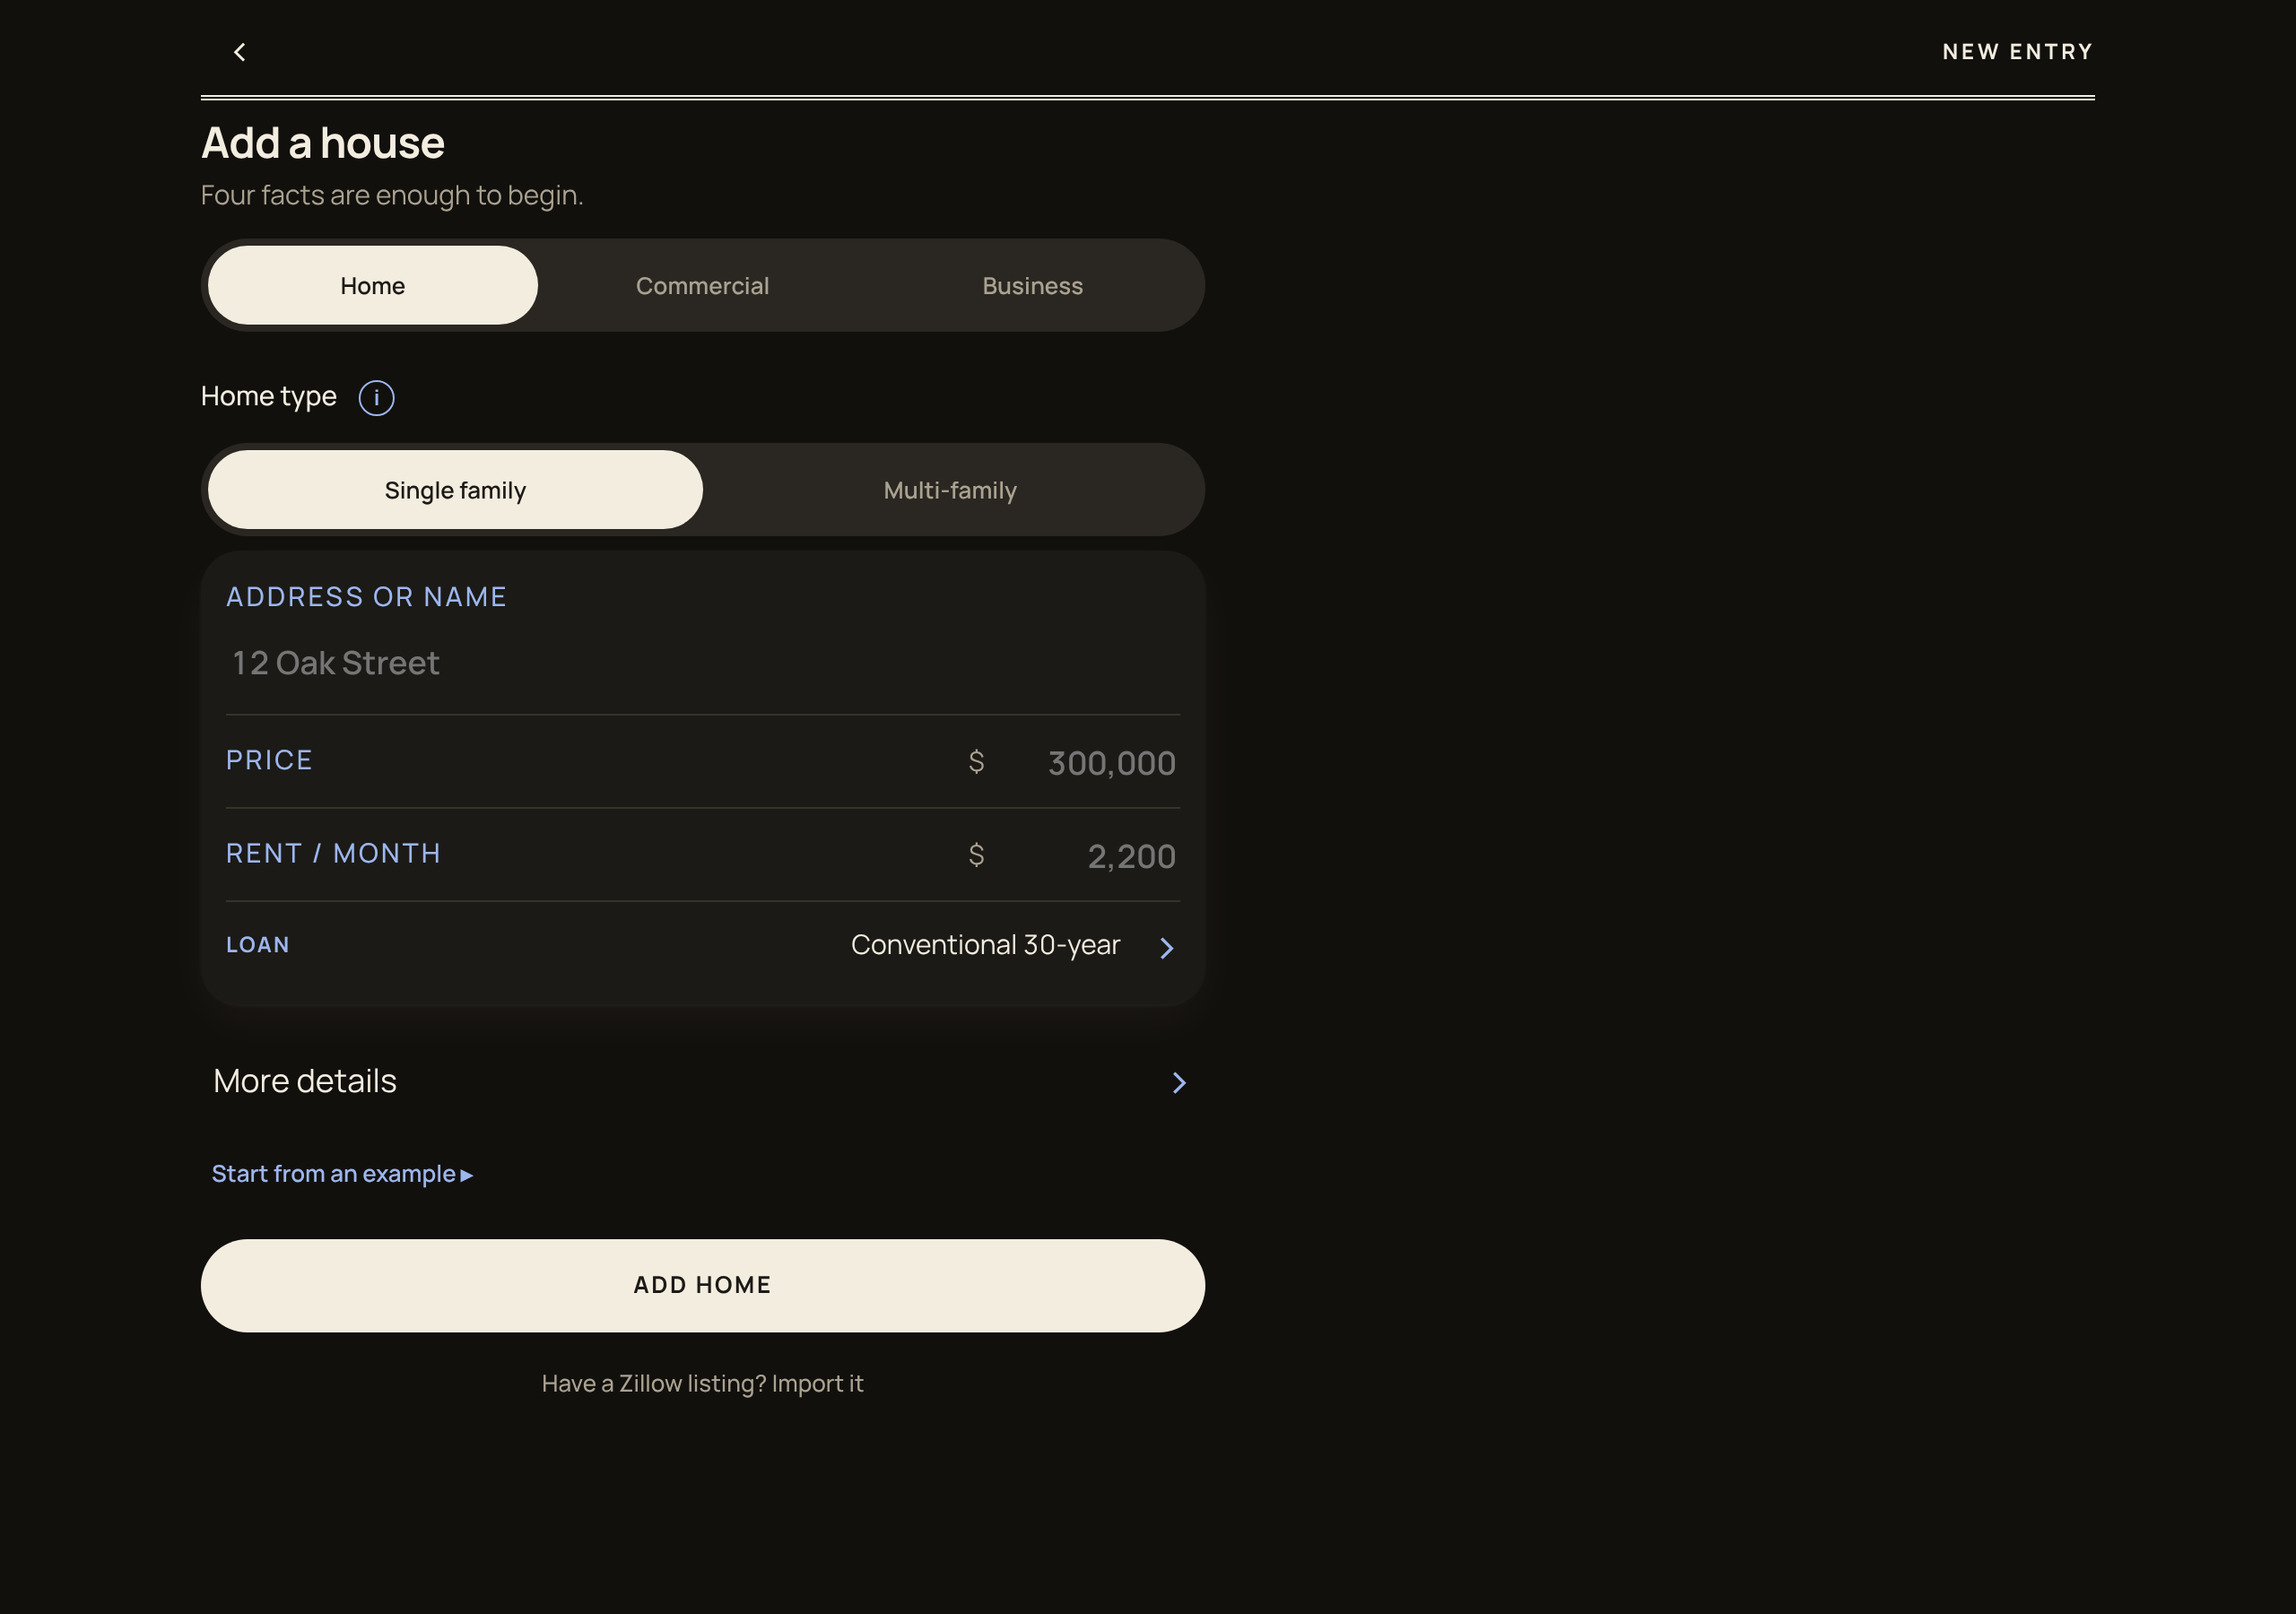 NEW ENTRY
Add a house
Four facts are enough to begin.
Home Commercial Business
Home type i
Single family Multi-family
ADDRESS OR NAME
12 Oak Street
PRICE $ 300,000
RENT / MONTH $ 2,200
LOAN Conventional 30-year
More details
Start from an example ▸
ADD HOME
Have a Zillow listing? Import it